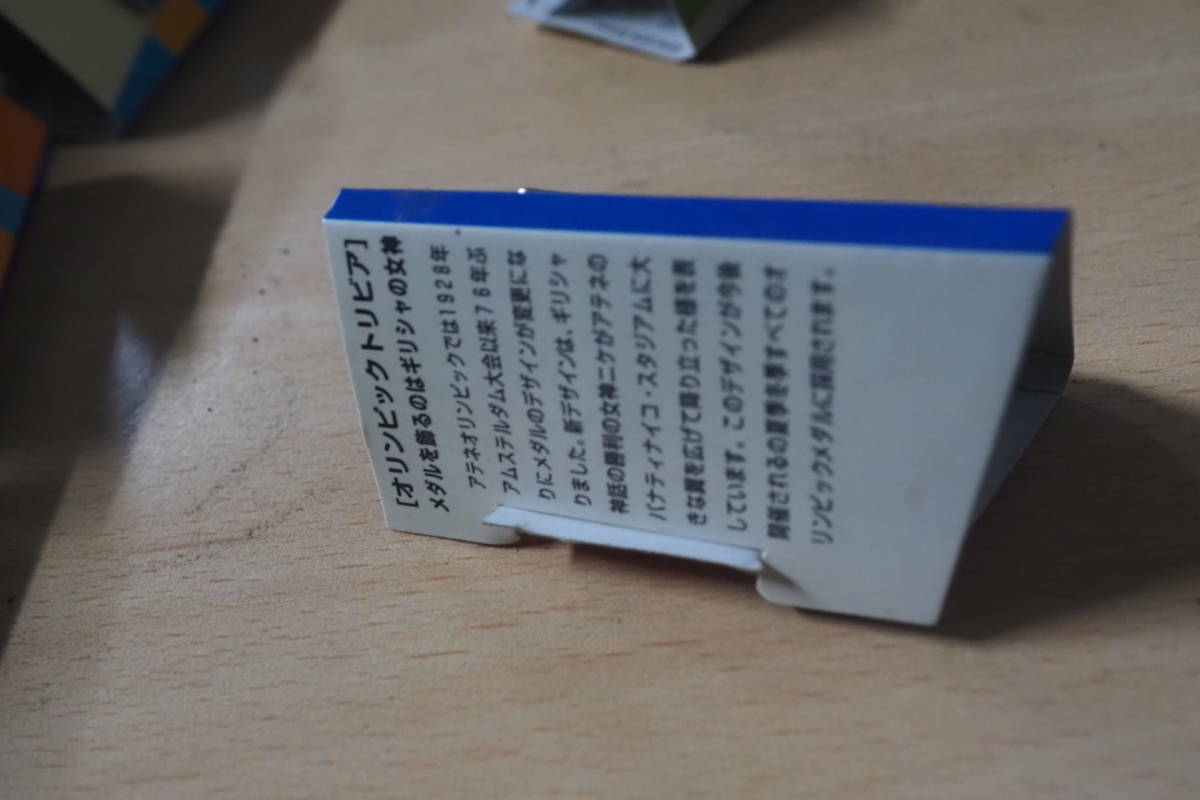 [オリンピックトリビア]
メダルを飾るのはギリシャの女神
アテネオリンピックでは1928年
アムステルダム大会以来76年ぶ
りにメダルのデザインが変更にな
りました。新デザインは、ギリシャ
神話の勝利の女神ニケがアテネの
パナティナイコ・スタジアムに大
きな翼を広げて降り立った様を表
しています。このデザインが今後
開催されるの夏季冬季すべてのオ
リンピックメダルに採用されます。